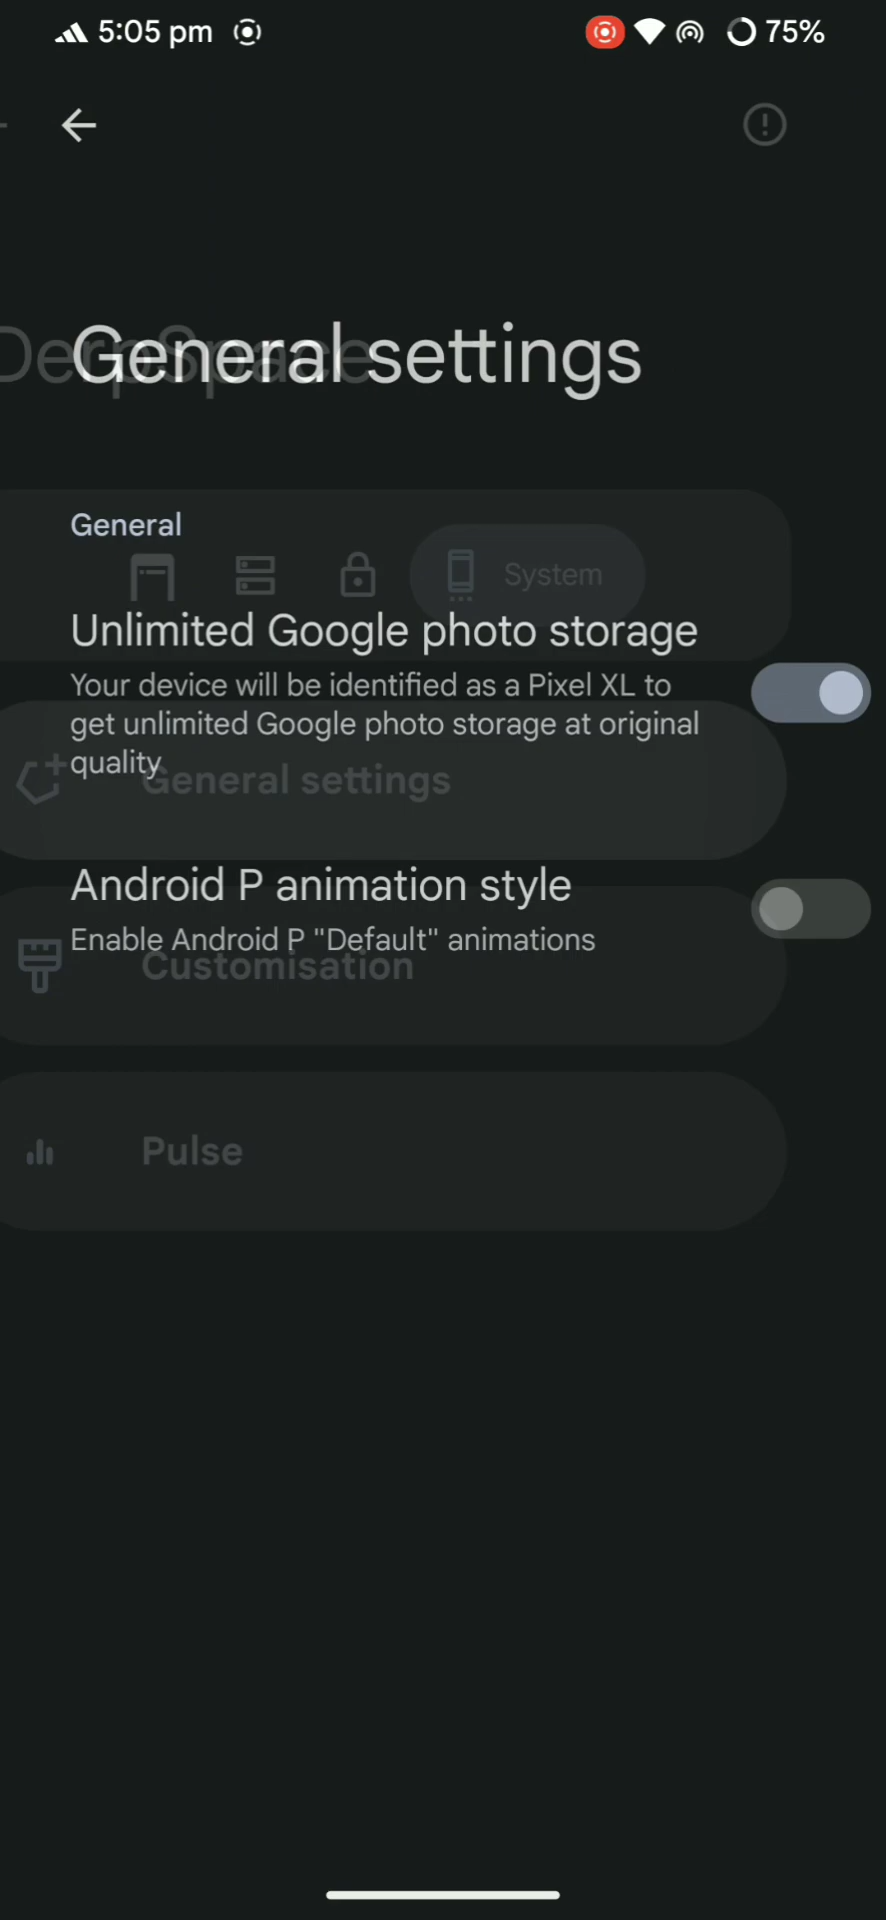 5:05 pm
75%
DerpSpace
General settings
General
System
Unlimited Google photo storage
Your device will be identified as a Pixel XL to
get unlimited Google photo storage at original
quality
General settings
Android P animation style
Enable Android P "Default" animations
Customisation
Pulse